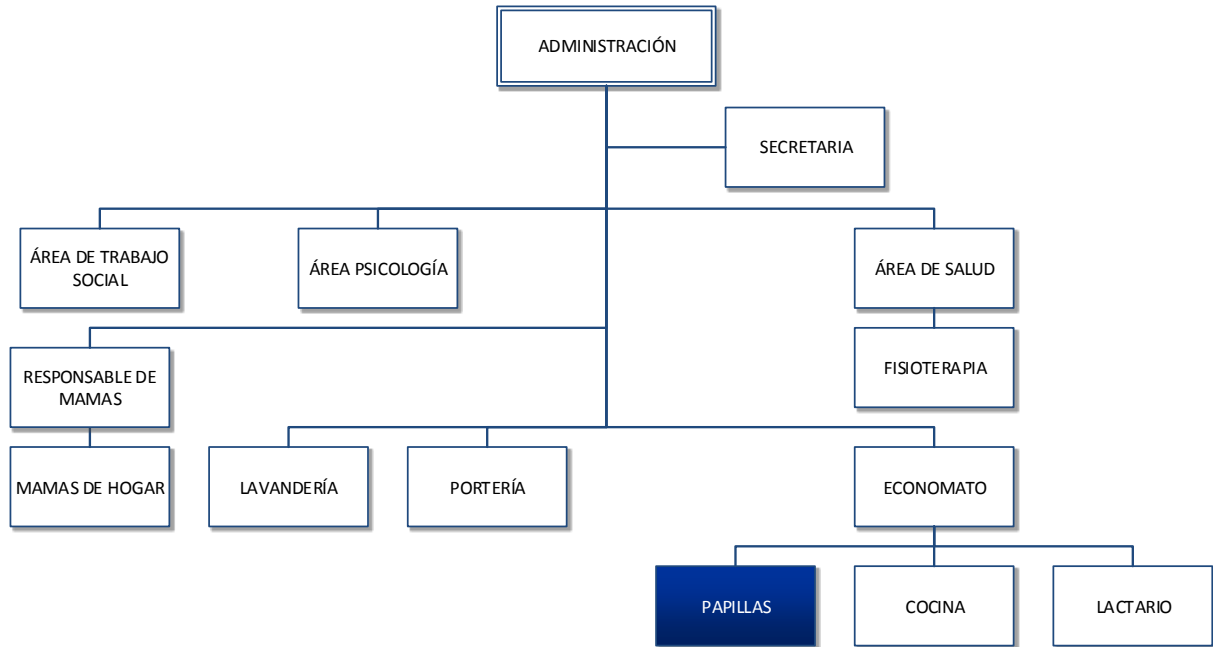 ADMINISTRACIÓN
SECRETARIA
ÁREA DE TRABAJO
SOCIAL
ÁREA PSICOLOGÍA
ÁREA DE SALUD
RESPONSABLE DE
MAMAS
FISIOTERAPIA
MAMAS DE HOGAR
LAVANDERÍA
PORTERÍA
ECONOMATO
PAPILLAS
COCINA
LACTARIO